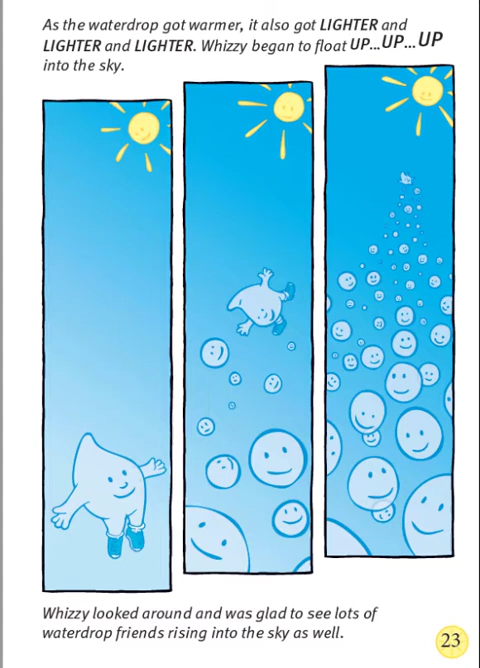 As the waterdrop got warmer, it also got LIGHTER and
LIGHTER and LIGHTER. Whizzy began to float UP...UP...UP
into the sky.
Whizzy looked around and was glad to see lots of
waterdrop friends rising into the sky as well.
23